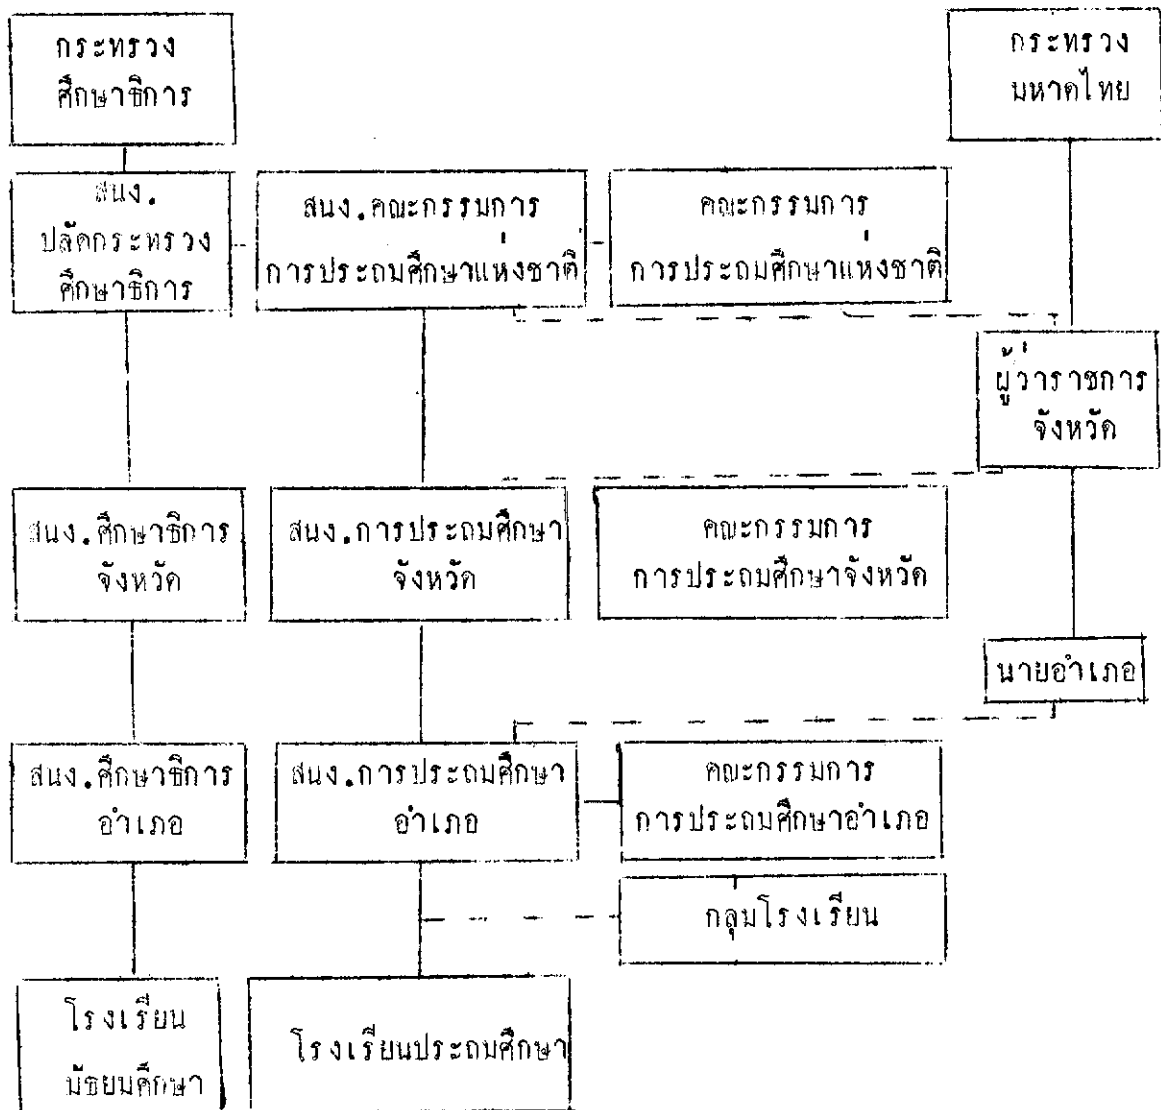 กระทรวง
ศึกษาธิการ
กระทรวง
มหาดไทย
สนง.
ปลัดกระทรวง
ศึกษาธิการ
สนง.คณะกรรมการ
การประถมศึกษาแห่งชาติ
คณะกรรมการ
การประถมศึกษาแห่งชาติ
ผู้ว่าราชการ
จังหวัด
สนง.ศึกษาธิการ
จังหวัด
สนง.การประถมศึกษา
จังหวัด
คณะกรรมการ
การประถมศึกษาจังหวัด
นายอำเภอ
สนง.ศึกษาธิการ
อำเภอ
สนง.การประถมศึกษา
อำเภอ
คณะกรรมการ
การประถมศึกษาอำเภอ
กลุ่มโรงเรียน
โรงเรียน
มัธยมศึกษา
โรงเรียนประถมศึกษา